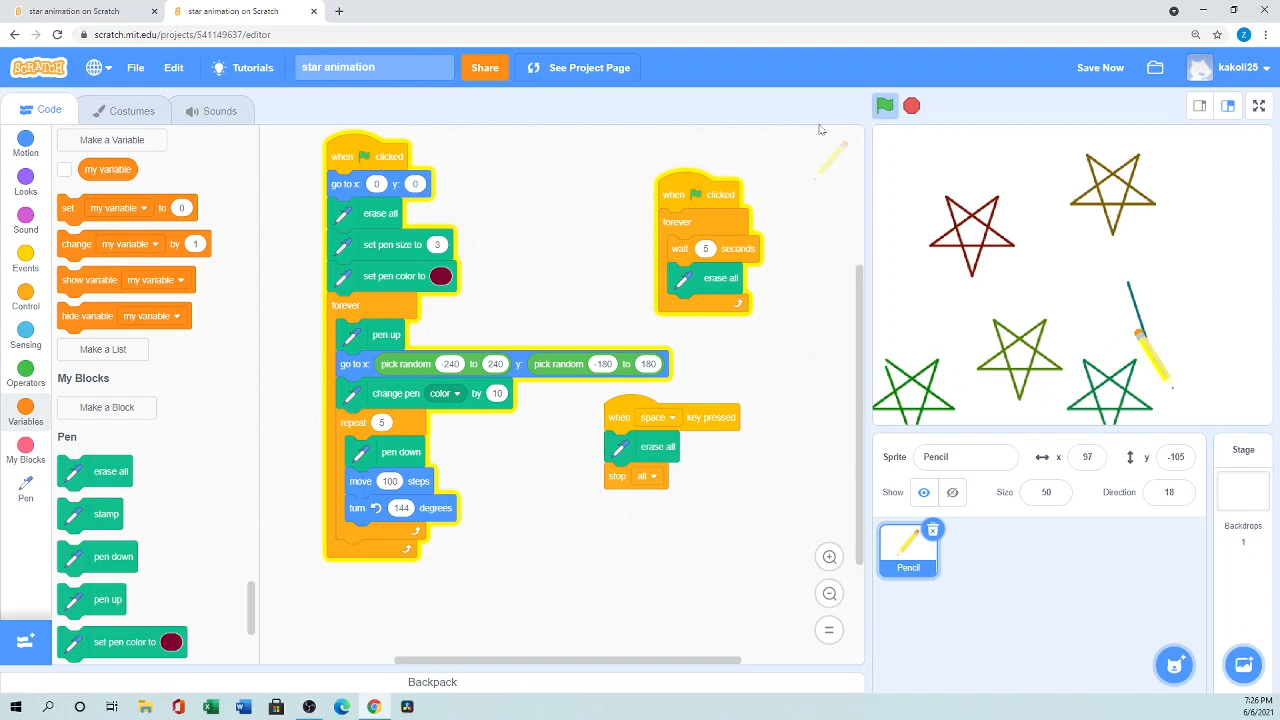 star animation on Scratch
star animation on Scratch
scratch.mit.edu/projects/541149637/editor
Z
SCRATCH
File
Edit
Tutorials
star animation
Share
See Project Page
Save Now
kakoli25
Code
Costumes
Sounds
Motion
Looks
Sound
Events
Control
Sensing
Operators
Variables
My Blocks
Pen
Make a Variable
my variable
set my variable to 0
change my variable by 1
show variable my variable
hide variable my variable
Make a List
My Blocks
Make a Block
Pen
erase all
stamp
pen down
pen up
set pen color to
when clicked
go to x: 0 y: 0
erase all
set pen size to 3
set pen color to
forever
pen up
go to x: pick random -240 to 240 y: pick random -180 to 180
change pen color by 10
repeat 5
pen down
move 100 steps
turn 144 degrees
when clicked
forever
wait 5 seconds
erase all
when space key pressed
erase all
stop all
Sprite Pencil x 97 y -105
Show Size 50 Direction 18
Pencil
Stage
Backdrops
1
Backpack
7:26 PM
6/6/2021